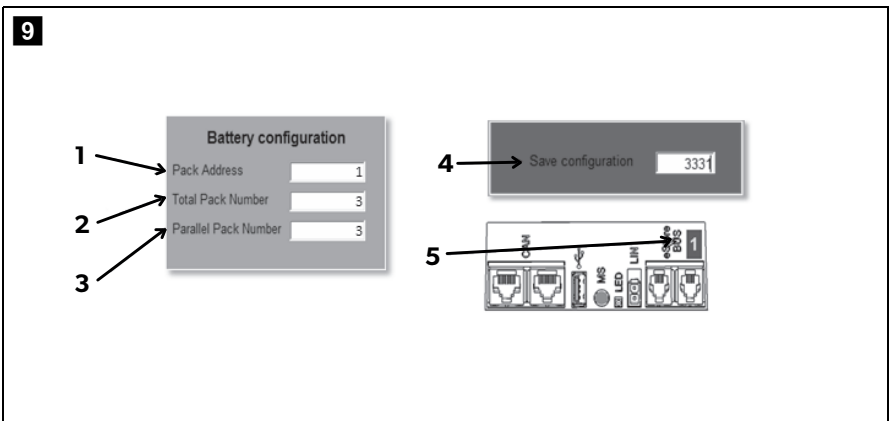 9
Battery configuration
1
Pack Address 1
2
Total Pack Number 3
3
Parallel Pack Number 3
4
Save configuration 3331
5
CAN
MS
LED
LIN
eStore
BUS
1